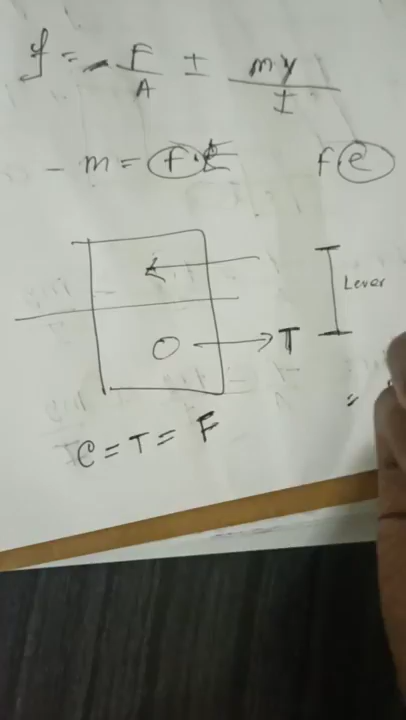 f = - F/A ± my/I
- m = F.e F e
Lever
O → T
=
C = T = F